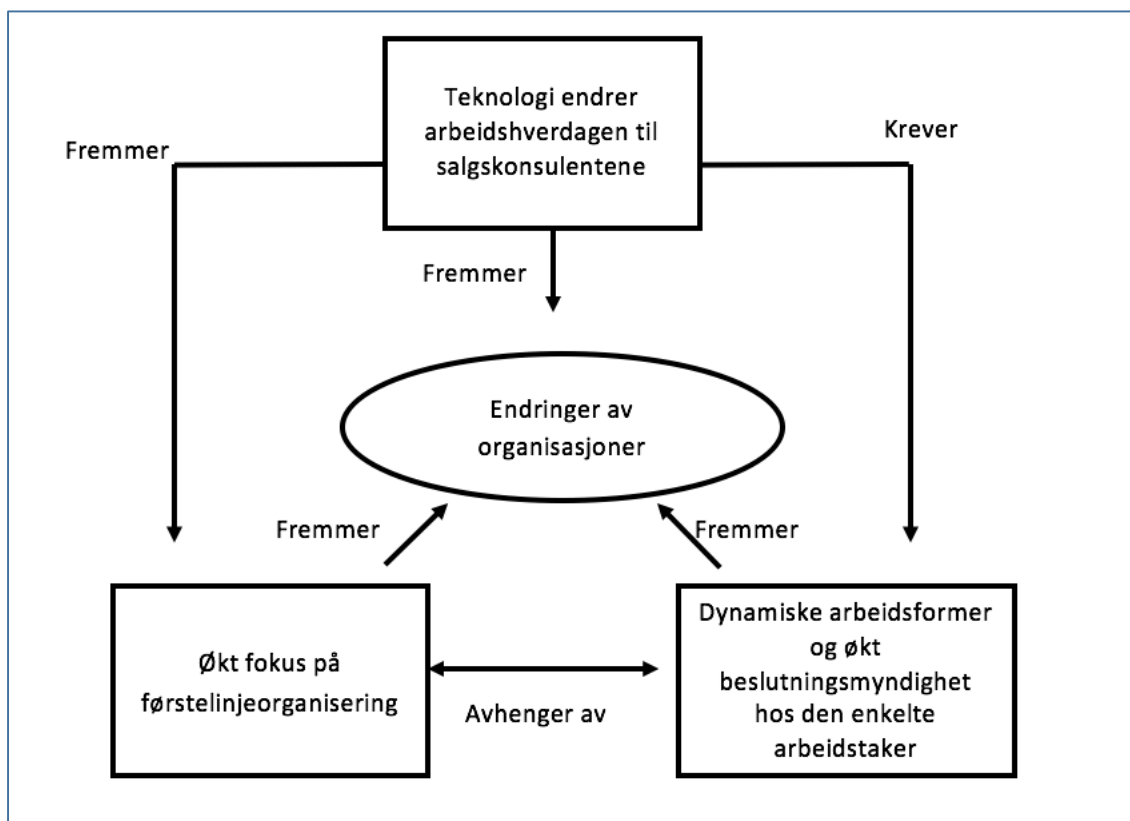 Teknologi endrer
arbeidshverdagen til
salgskonsulentene
Fremmer
Krever
Fremmer
Endringer av
organisasjoner
Fremmer
Fremmer
Økt fokus på
førstelinjeorganisering
Avhenger av
Dynamiske arbeidsformer
og økt
beslutningsmyndighet
hos den enkelte
arbeidstaker